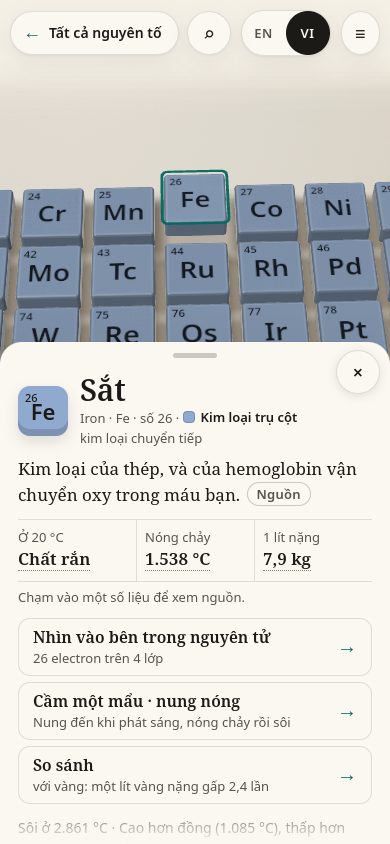 ← Tất cả nguyên tố
⌕
EN VI
≡
24 Cr
25 Mn
26 Fe
27 Co
28 Ni
29
42 Mo
43 Tc
44 Ru
45 Rh
46 Pd
74 W
75 Re
76 Os
77 Ir
78 Pt
×
26 Fe
Sắt
Iron · Fe · số 26 · Kim loại trụ cột
kim loại chuyển tiếp
Kim loại của thép, và của hemoglobin vận
chuyển oxy trong máu bạn. Nguồn
Ở 20 °C
Chất rắn
Nóng chảy
1.538 °C
1 lít nặng
7,9 kg
Chạm vào một số liệu để xem nguồn.
Nhìn vào bên trong nguyên tử
26 electron trên 4 lớp
→
Cầm một mẩu · nung nóng
Nung đến khi phát sáng, nóng chảy rồi sôi
→
So sánh
với vàng: một lít vàng nặng gấp 2,4 lần
→
Sôi ở 2.861 °C · Cao hơn đồng (1.085 °C), thấp hơn